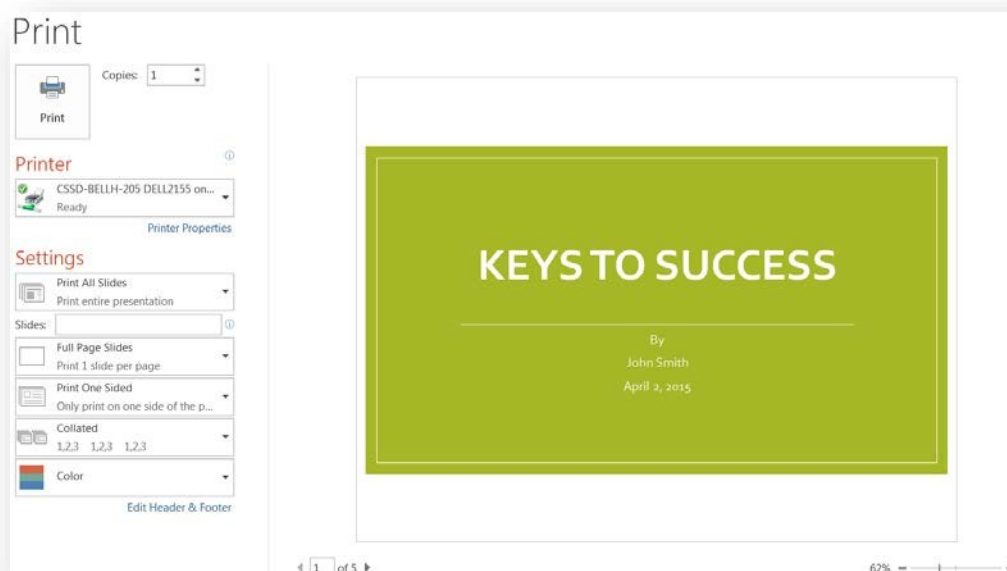 Print
Copies: 1
Print
Printer
CSSD-BELLH-205 DELL2155 on...
Ready
Printer Properties
Settings
Print All Slides
Print entire presentation
Slides:
Full Page Slides
Print 1 slide per page
Print One Sided
Only print on one side of the p...
Collated
1,2,3 1,2,3 1,2,3
Color
Edit Header & Footer
KEYS TO SUCCESS
By
John Smith
April 2, 2015
1 of 5
62%